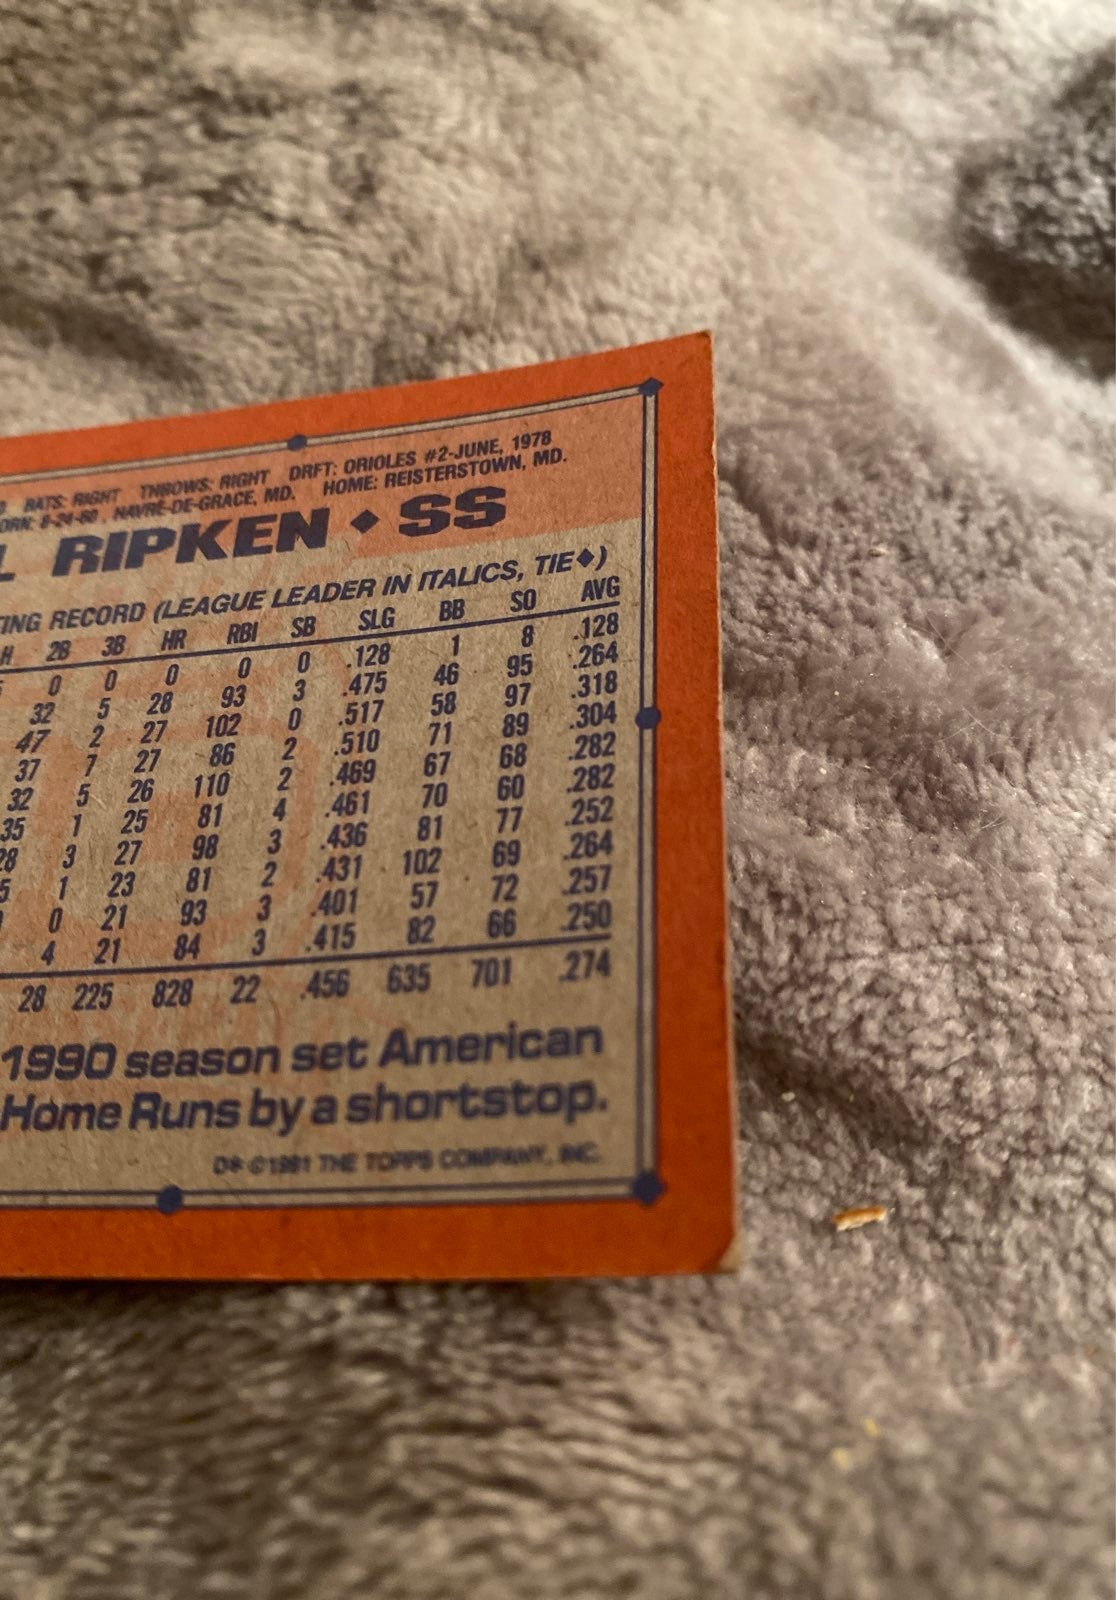 BATS: RIGHT THROWS: RIGHT DRFT: ORIOLES #2-JUNE, 1978
ORN: 8-24-60, HAVRE-DE-GRACE, MD. HOME: REISTERSTOWN, MD.
L RIPKEN ♦ SS
TING RECORD (LEAGUE LEADER IN ITALICS, TIE♦)
H 2B 3B HR RBI SB SLG BB SO AVG
0 0 0 0 0 .128 1 8 .128
32 5 28 93 3 .475 46 95 .264
47 2 27 102 0 .517 58 97 .318
37 7 27 86 2 .510 71 89 .304
32 5 26 110 2 .469 67 68 .282
35 1 25 81 4 .461 70 60 .282
28 3 27 98 3 .436 81 77 .252
5 1 23 81 2 .431 102 69 .264
0 21 93 3 .401 57 72 .257
4 21 84 3 .415 82 66 .250
28 225 828 22 .456 635 701 .274
1990 season set American
Home Runs by a shortstop.
D* ©1991 THE TOPPS COMPANY, INC.